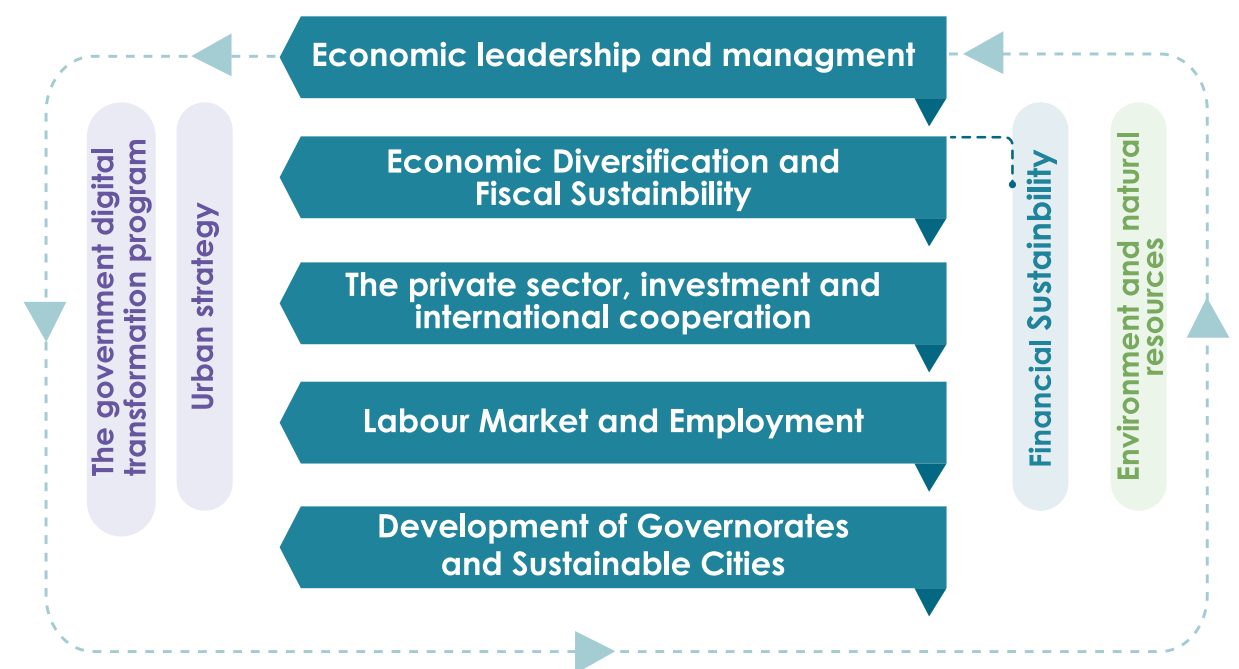 Economic leadership and managment
Economic Diversification and
Fiscal Sustainbility
The private sector, investment and
international cooperation
Labour Market and Employment
Development of Governorates
and Sustainable Cities
The government digital
transformation program
Urban strategy
Financial Sustainbility
Environment and natural
resources